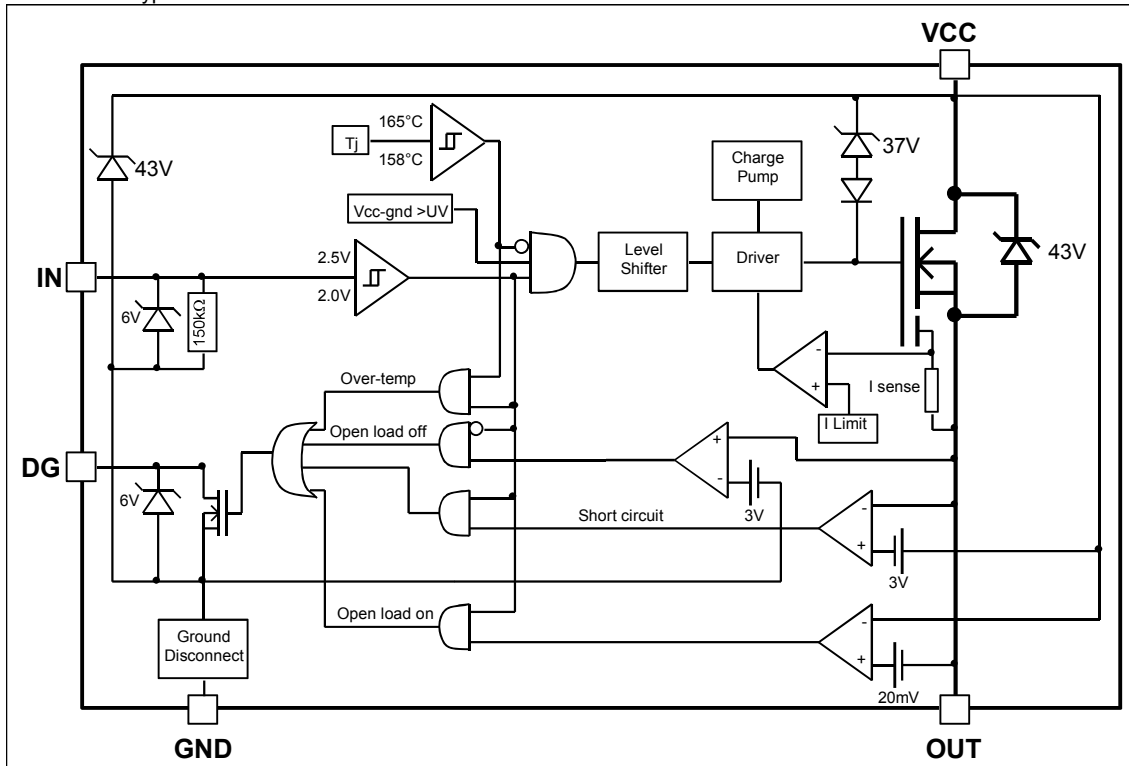 VCC
43V
165°C
Tj
158°C
37V
Charge
Pump
Vcc-gnd >UV
Level
Shifter
Driver
43V
IN
2.5V
2.0V
6V
150kΩ
-
+
I sense
I Limit
Over-temp
Open load off
DG
6V
+
-
3V
Short circuit
-
+
3V
Open load on
Ground
Disconnect
-
+
20mV
GND
OUT